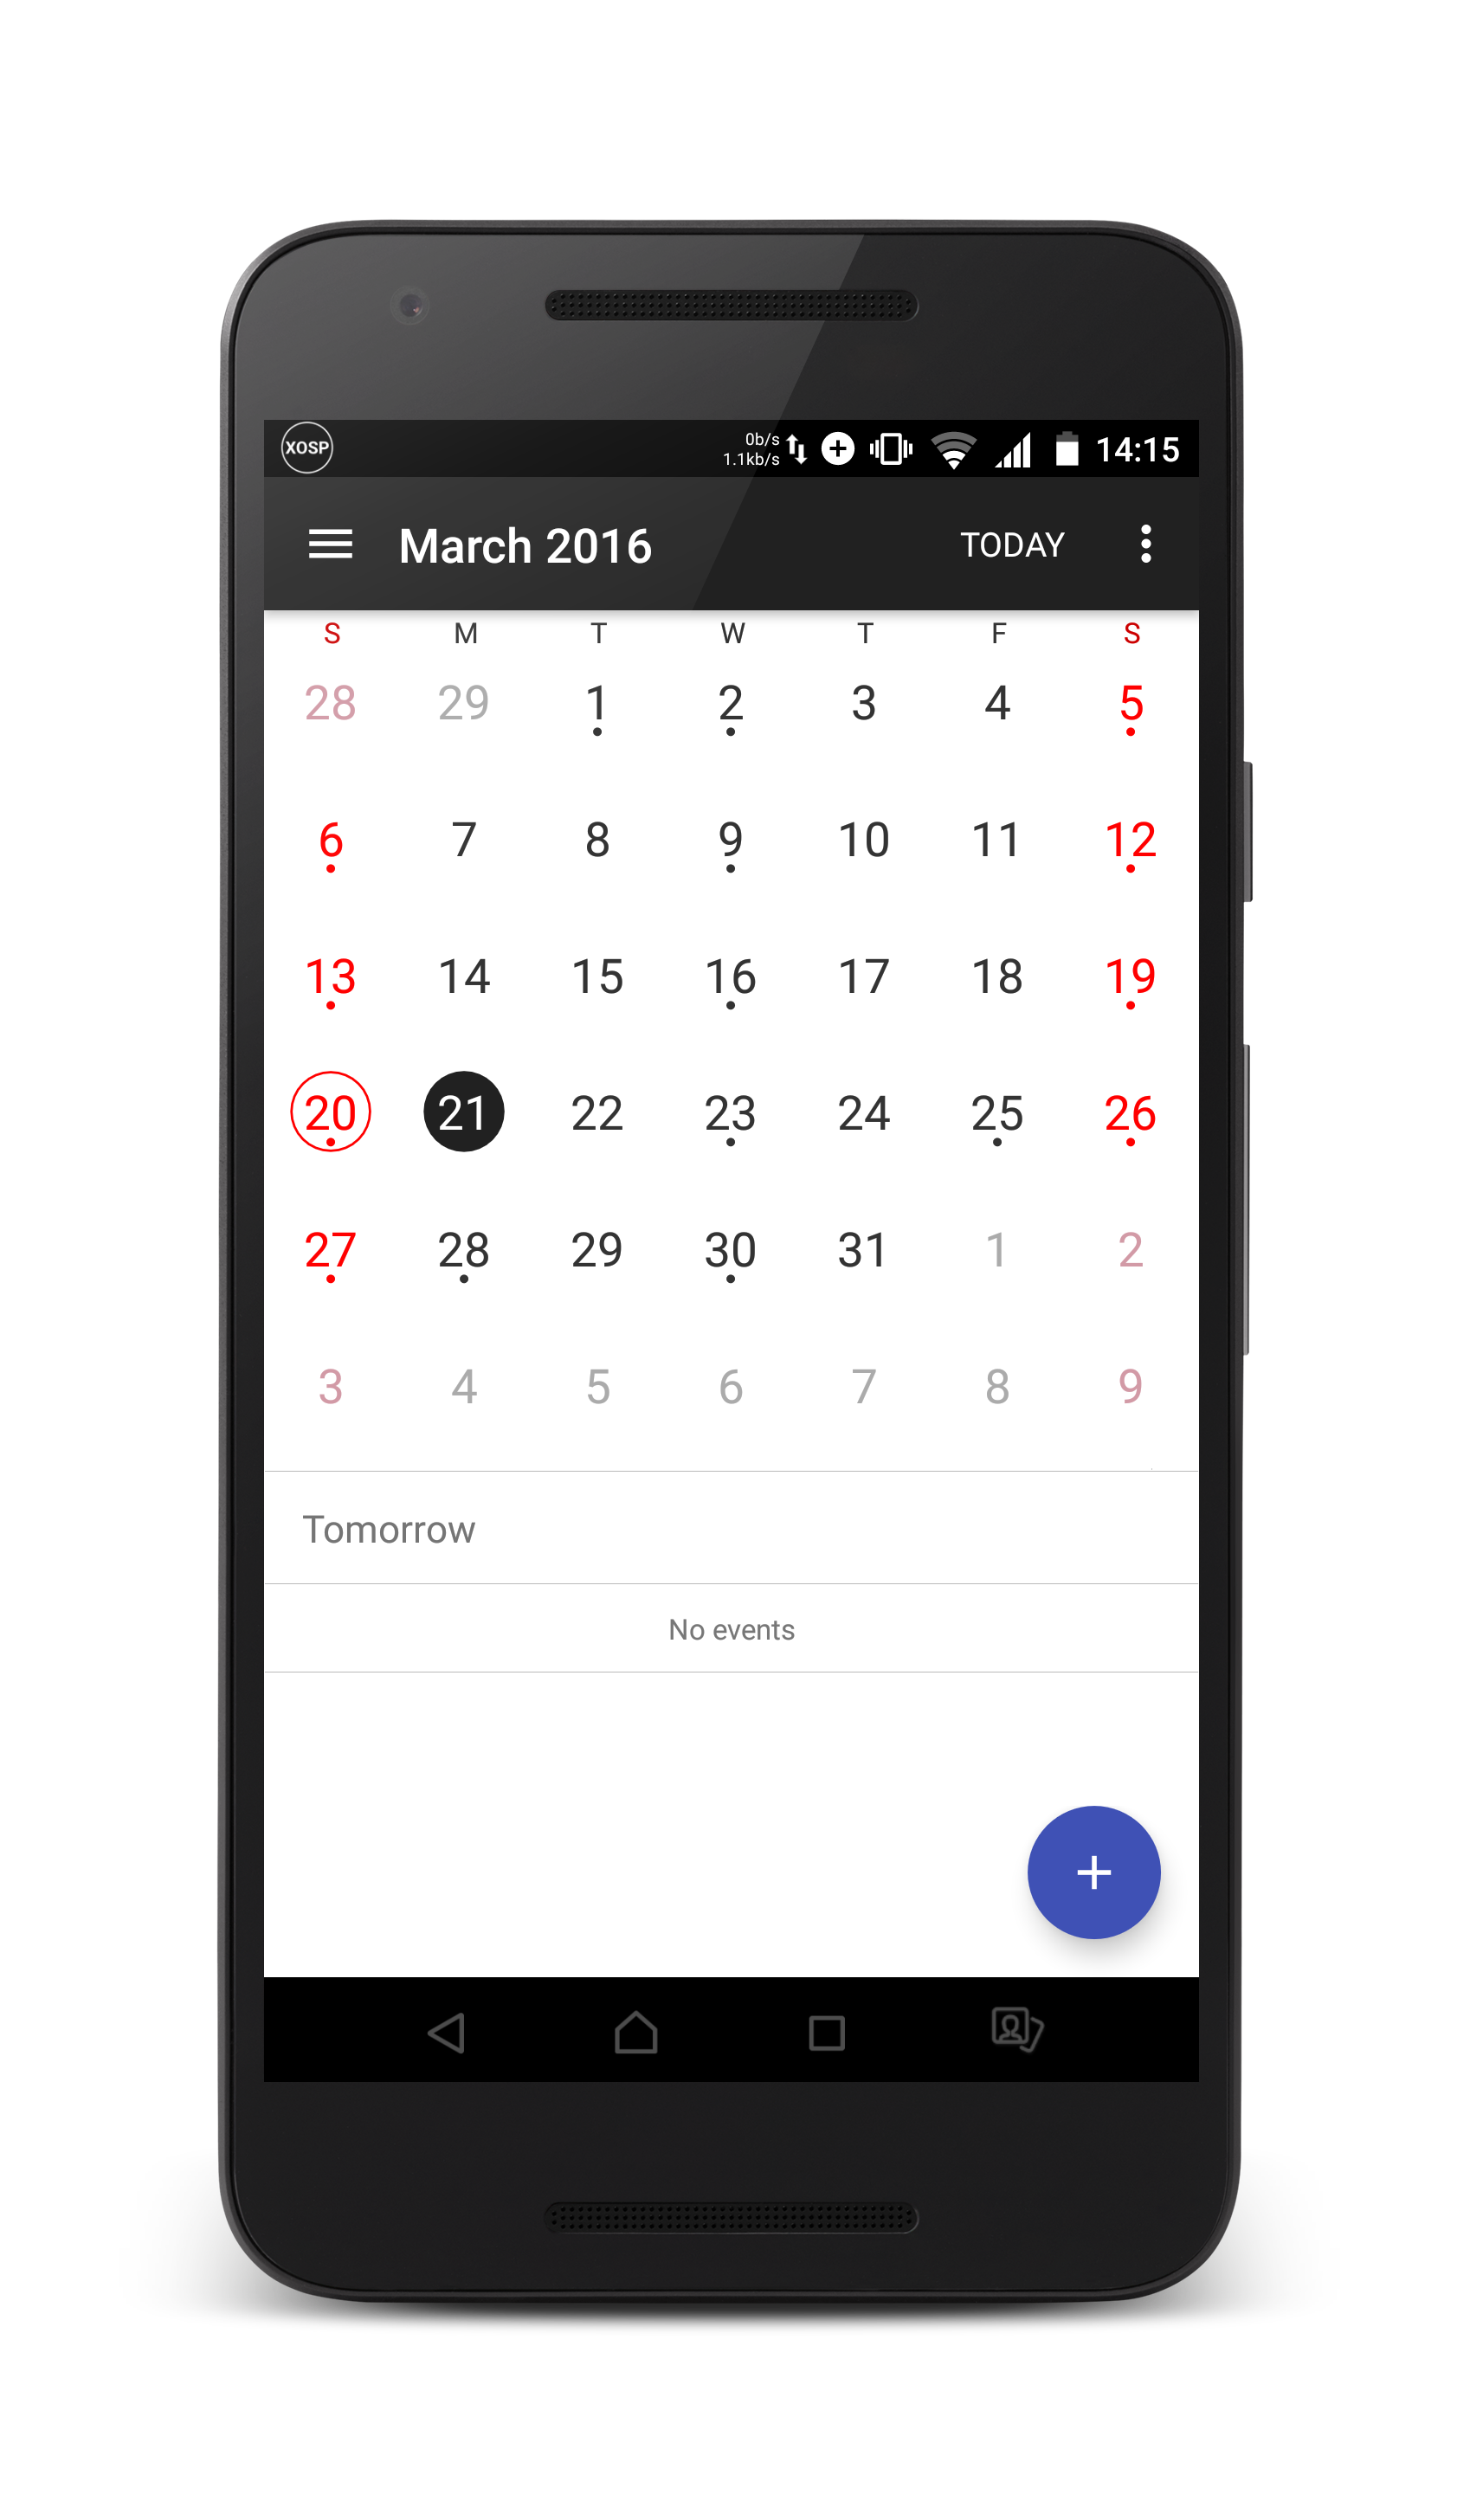 XOSP 0b/s 14:15
1.1kb/s
March 2016 TODAY
S M T W T F S
28 29 1 2 3 4 5
6 7 8 9 10 11 12
13 14 15 16 17 18 19
20 21 22 23 24 25 26
27 28 29 30 31 1 2
3 4 5 6 7 8 9
Tomorrow
No events